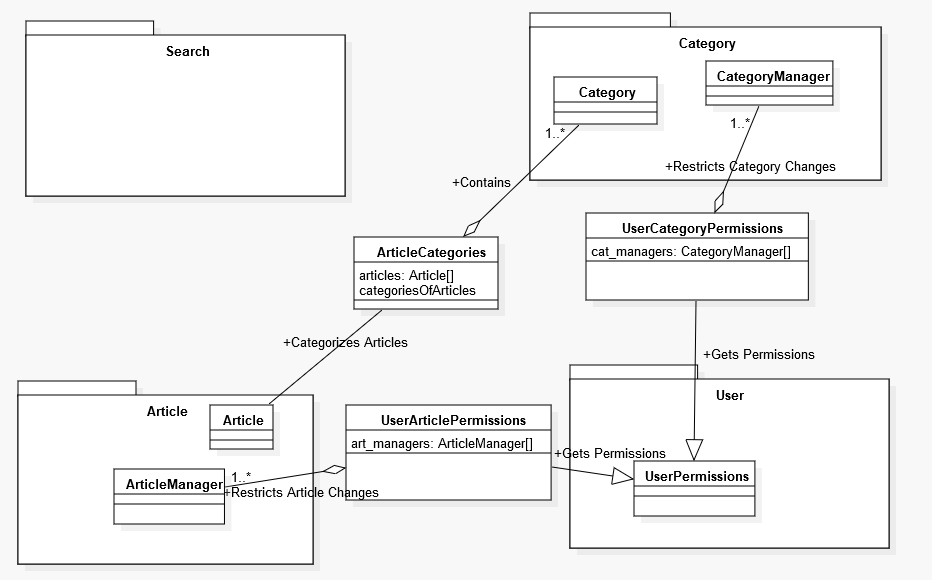 Search
Category
Category
CategoryManager
1..*
1..*
+Restricts Category Changes
+Contains
UserCategoryPermissions
cat_managers: CategoryManager[]
ArticleCategories
articles: Article[]
categoriesOfArticles
+Categorizes Articles
+Gets Permissions
User
Article
Article
UserArticlePermissions
art_managers: ArticleManager[]
+Gets Permissions
1..*
ArticleManager
+Restricts Article Changes
UserPermissions